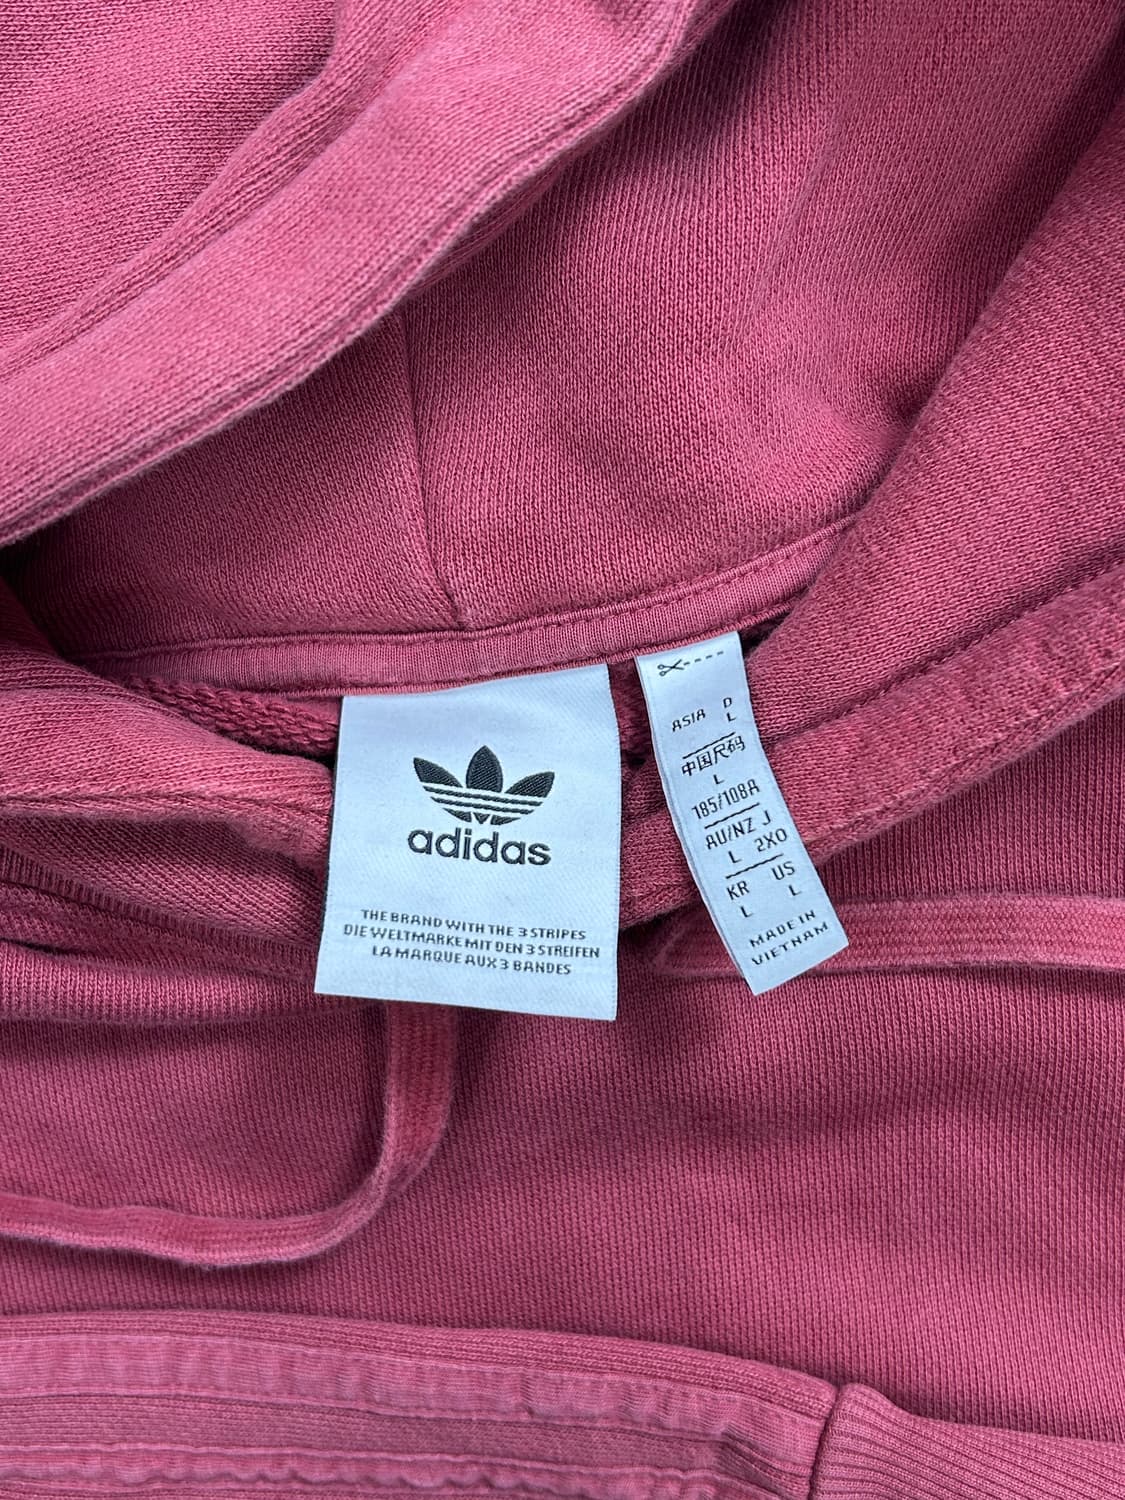 adidas
THE BRAND WITH THE 3 STRIPES
DIE WELTMARKE MIT DEN 3 STREIFEN
LA MARQUE AUX 3 BANDES
ASIA D
L
中国尺码
L
185/108A
AU/NZ J
L 2XO
KR US
L L
MADE IN
VIETNAM